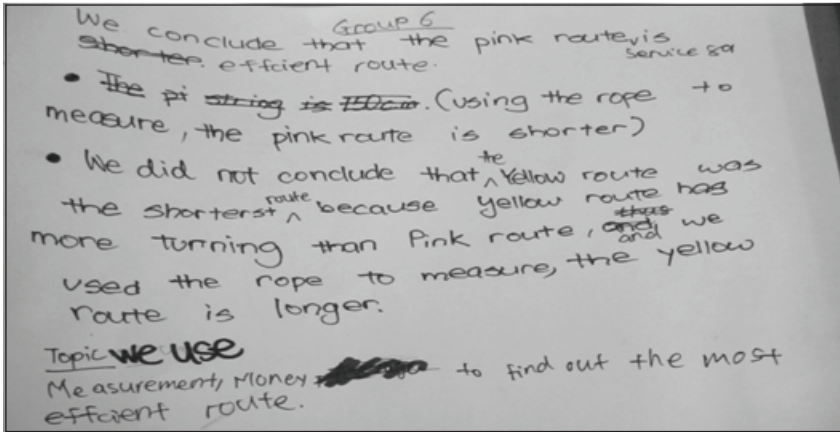 Group 6
We conclude that the pink route, is
service 89
shorter. effcient route.
• The pi string is 150cm. (using the rope to
measure, the pink route is shorter)
• We did not conclude that ^ the Yellow route was
the shorterst ^ route because yellow route has
more turning than Pink route, and, thus and we
used the rope to measure, the yellow
route is longer.
Topic we use
Measurement, Money to find out the most
effcient route.